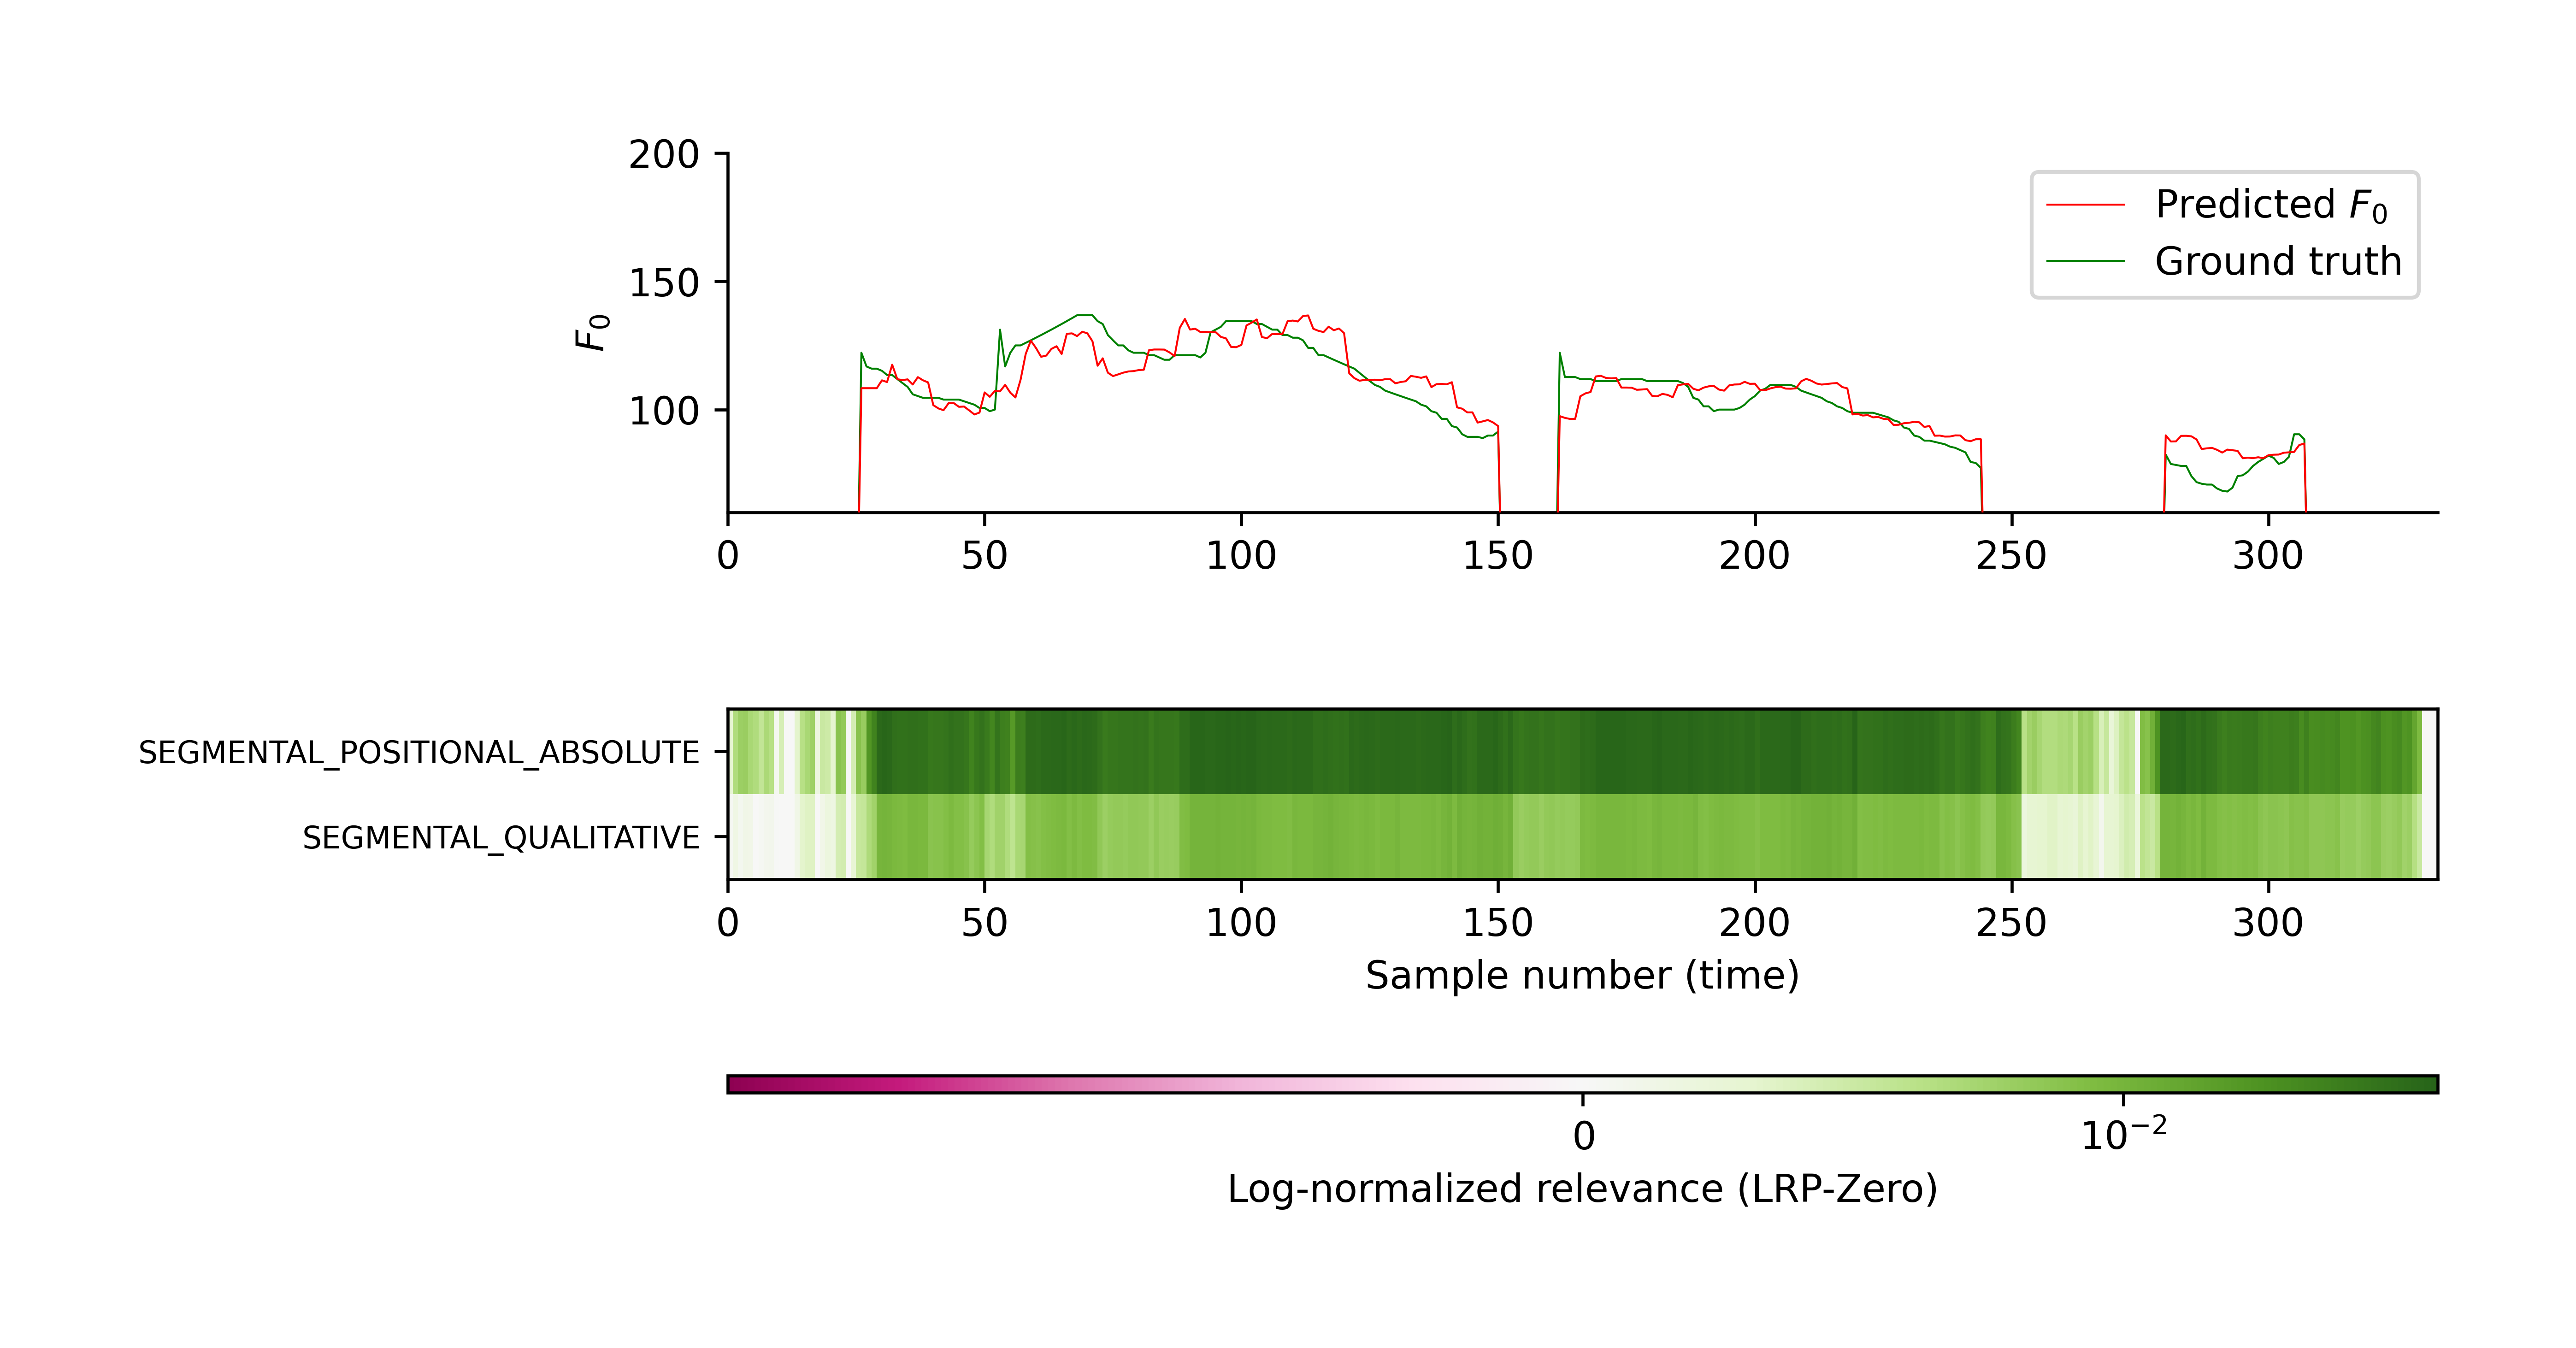 200
150
100
F₀
Predicted F₀
Ground truth
0 50 100 150 200 250 300
SEGMENTAL_POSITIONAL_ABSOLUTE
SEGMENTAL_QUALITATIVE
0 50 100 150 200 250 300
Sample number (time)
0 10⁻²
Log-normalized relevance (LRP-Zero)